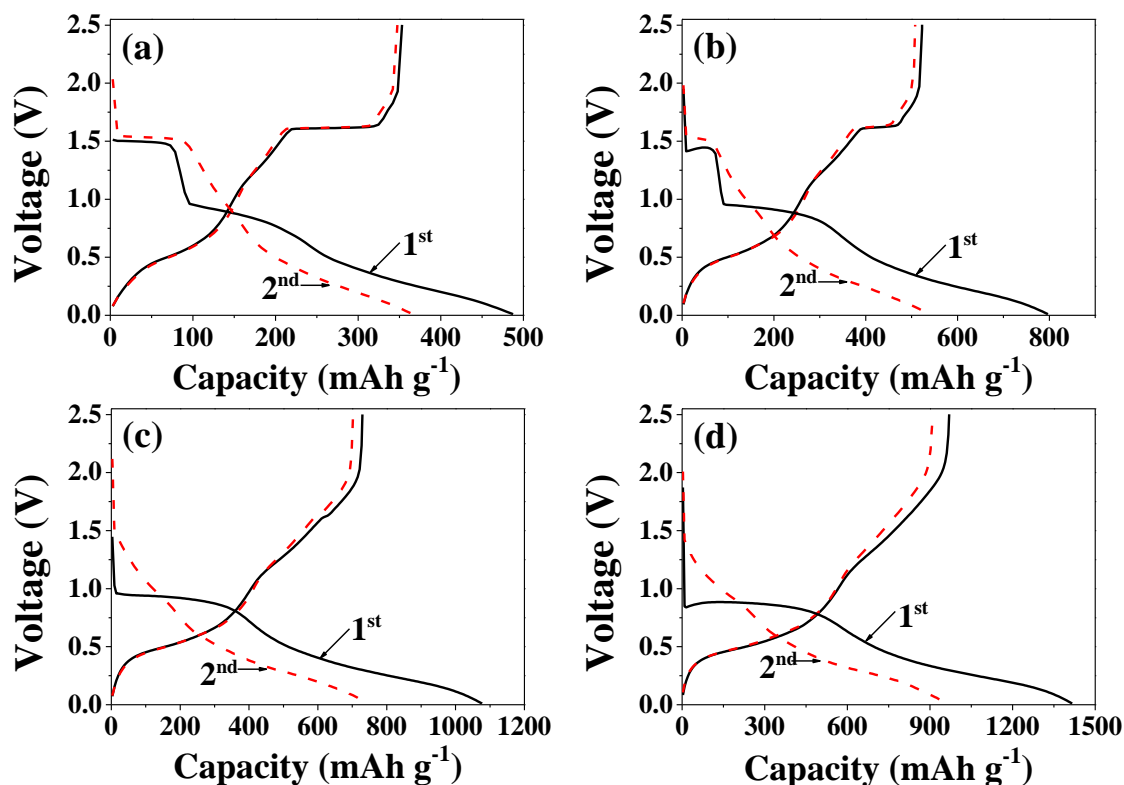 (a)
2.5
2.0
1.5
1.0
0.5
0.0
Voltage (V)
1st
2nd
0 100 200 300 400 500
Capacity (mAh g-1)
(b)
2.5
2.0
1.5
1.0
0.5
0.0
Voltage (V)
1st
2nd
0 200 400 600 800
Capacity (mAh g-1)
(c)
2.5
2.0
1.5
1.0
0.5
0.0
Voltage (V)
1st
2nd
0 200 400 600 800 1000 1200
Capacity (mAh g-1)
(d)
2.5
2.0
1.5
1.0
0.5
0.0
Voltage (V)
1st
2nd
0 300 600 900 1200 1500
Capacity (mAh g-1)